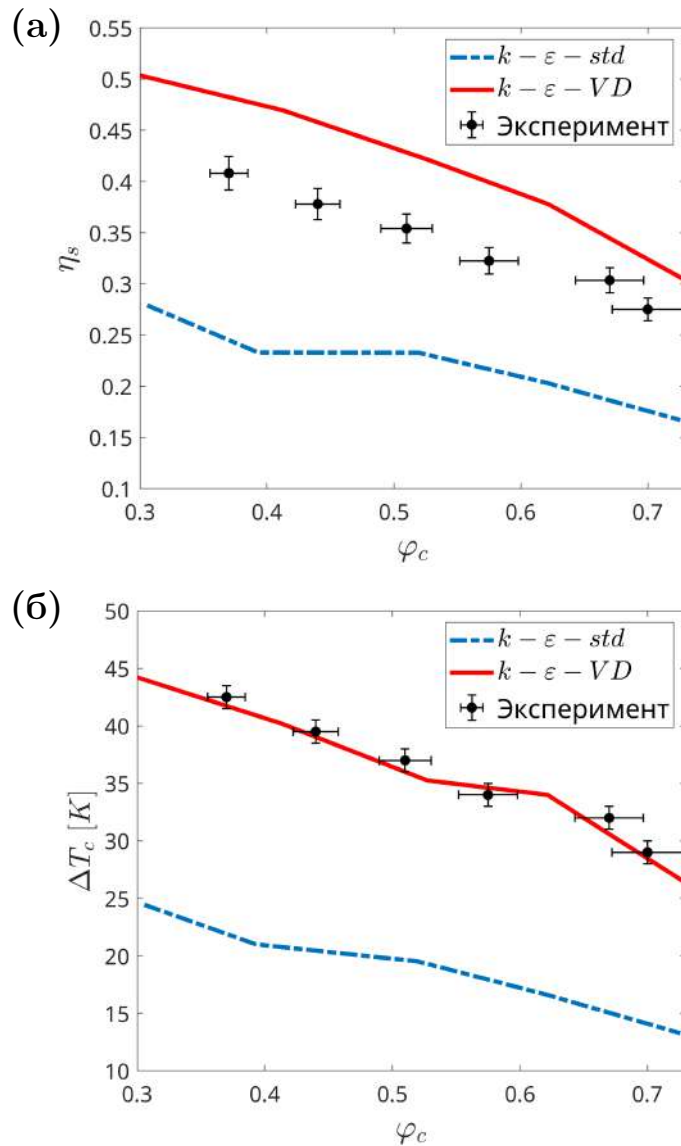 (а)
0.55
0.5
0.45
0.4
0.35
0.3
0.25
0.2
0.15
0.1
η_s
k − ε − std
k − ε − VD
Эксперимент
0.3 0.4 0.5 0.6 0.7
φ_c
(б)
50
45
40
35
30
25
20
15
10
ΔT_c [K]
k − ε − std
k − ε − VD
Эксперимент
0.3 0.4 0.5 0.6 0.7
φ_c